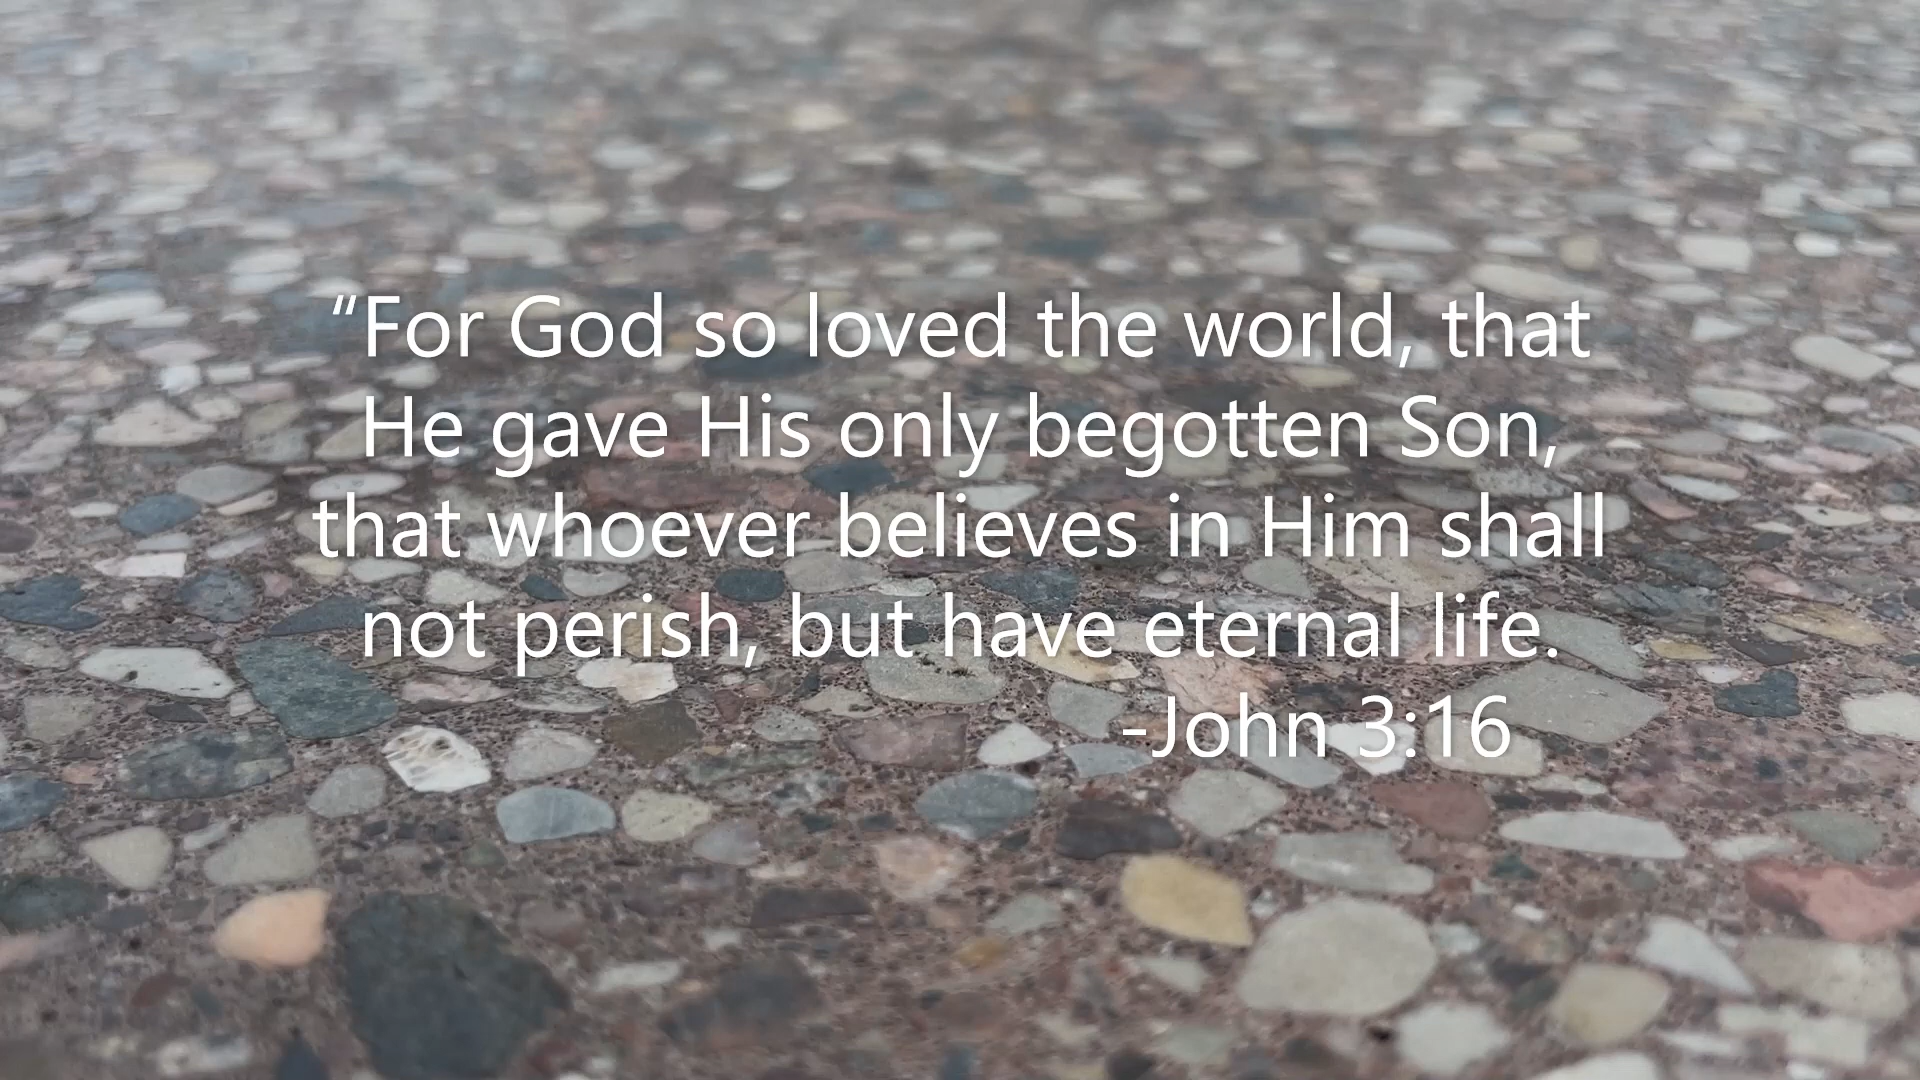 “For God so loved the world, that
He gave His only begotten Son,
that whoever believes in Him shall
not perish, but have eternal life.
-John 3:16